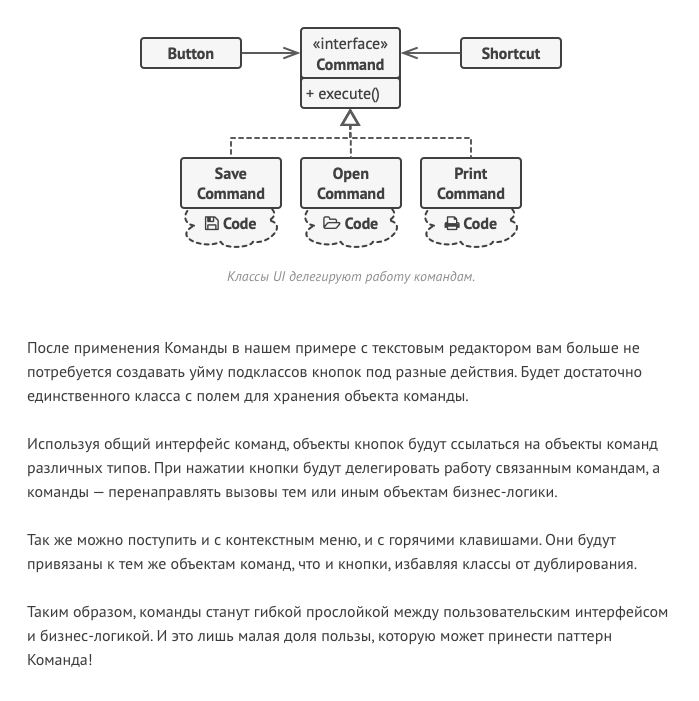 Button
«interface»
Command
+ execute()
Shortcut
Save
Command
Code
Open
Command
Code
Print
Command
Code
Классы UI делегируют работу командам.
После применения Команды в нашем примере с текстовым редактором вам больше не
потребуется создавать уйму подклассов кнопок под разные действия. Будет достаточно
единственного класса с полем для хранения объекта команды.
Используя общий интерфейс команд, объекты кнопок будут ссылаться на объекты команд
различных типов. При нажатии кнопки будут делегировать работу связанным командам, а
команды — перенаправлять вызовы тем или иным объектам бизнес-логики.
Так же можно поступить и с контекстным меню, и с горячими клавишами. Они будут
привязаны к тем же объектам команд, что и кнопки, избавляя классы от дублирования.
Таким образом, команды станут гибкой прослойкой между пользовательским интерфейсом
и бизнес-логикой. И это лишь малая доля пользы, которую может принести паттерн
Команда!